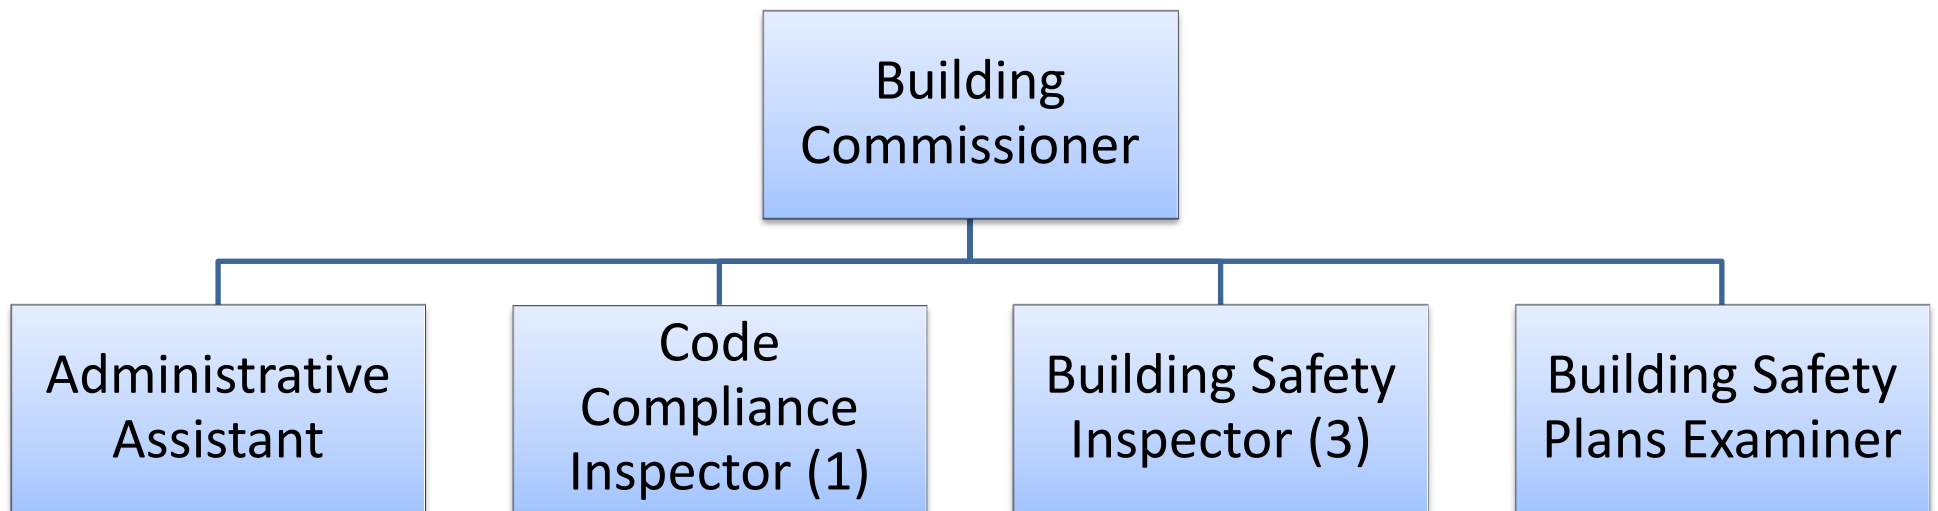 Building
Commissioner
Administrative
Assistant
Code
Compliance
Inspector (1)
Building Safety
Inspector (3)
Building Safety
Plans Examiner